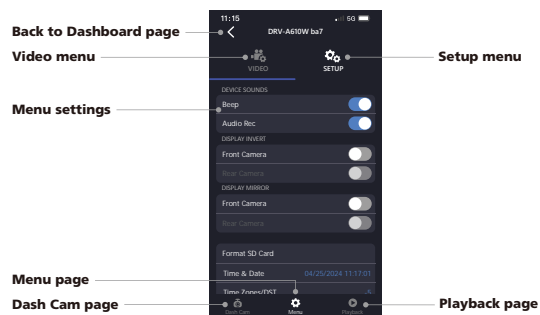 11:15
5G
Back to Dashboard page
DRV-A610W ba7
Video menu
Setup menu
VIDEO
SETUP
DEVICE SOUNDS
Menu settings
Beep
Audio Rec
DISPLAY INVERT
Front Camera
Rear Camera
DISPLAY MIRROR
Front Camera
Rear Camera
Format SD Card
Menu page
Time & Date 04/25/2024 11:17:01
Time Zones/DST -5
Dash Cam page
Playback page
Dash Cam
Menu
Playback